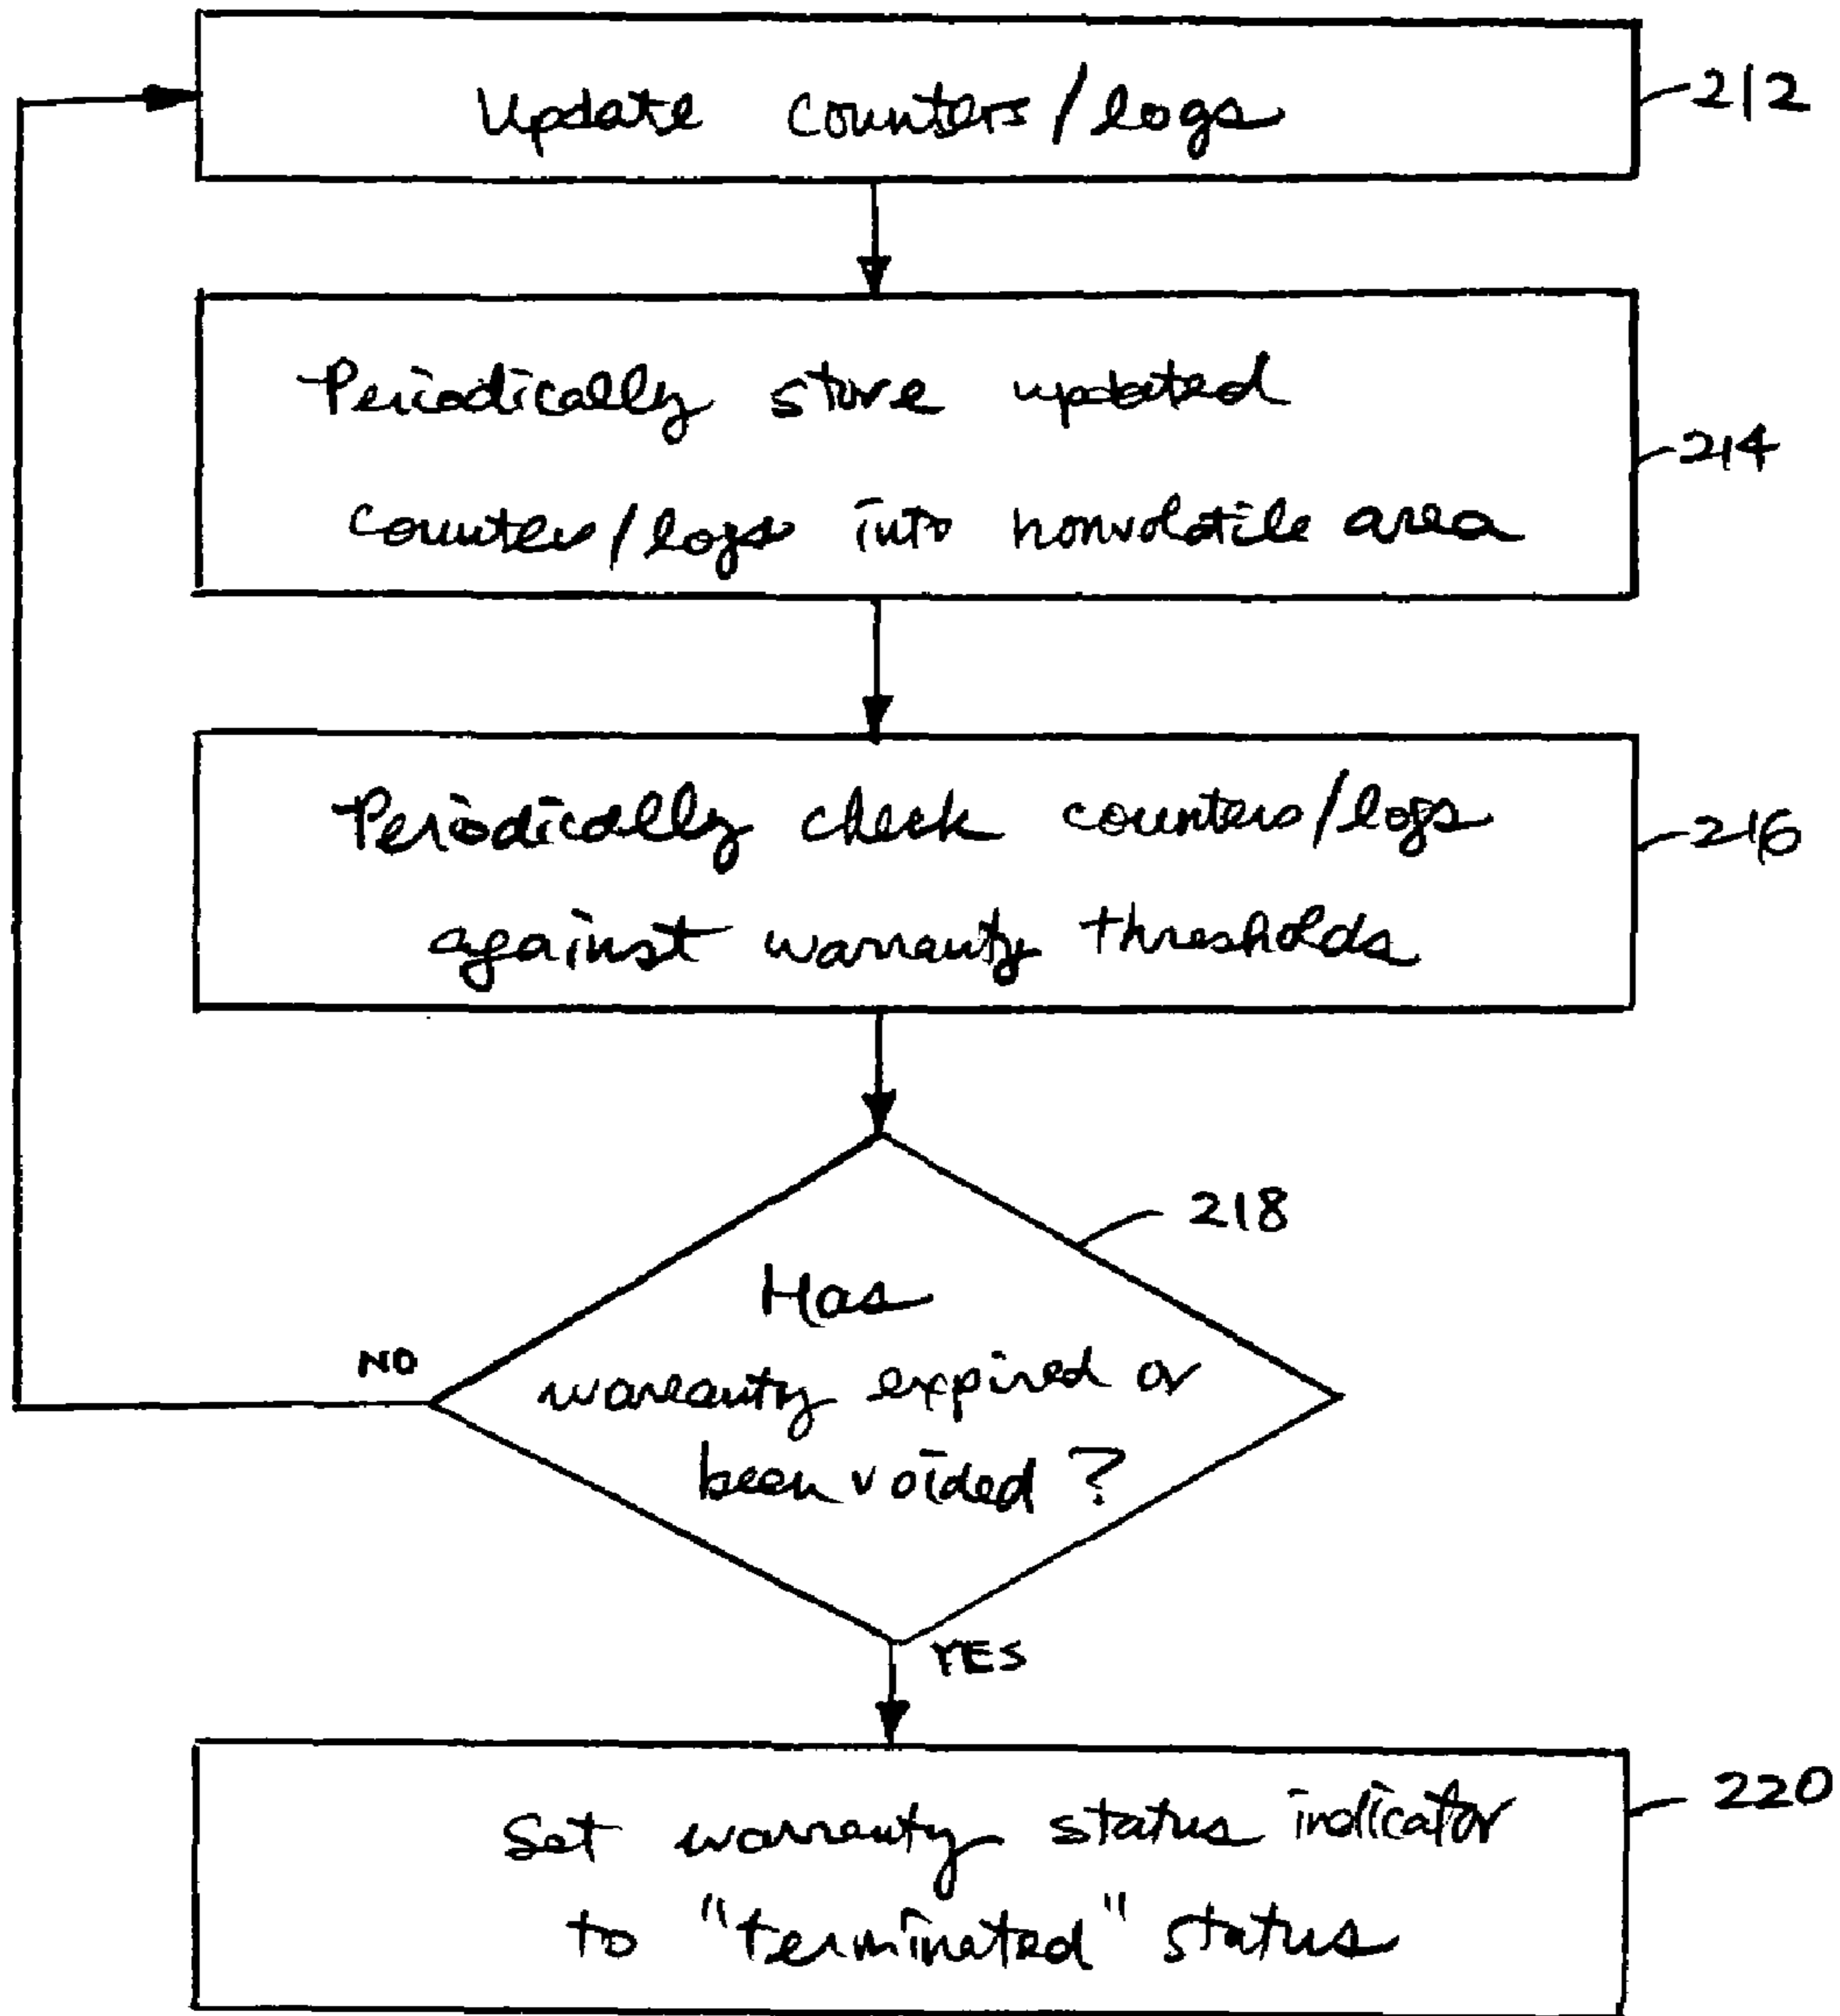 Update counters/logs
212
Periodically store updated
counters/logs into nonvolatile area
214
Periodically check counters/logs
against warranty thresholds
216
218
Has
warranty expired or
been voided?
NO
YES
Set warranty status indicator
to "terminated" status
220